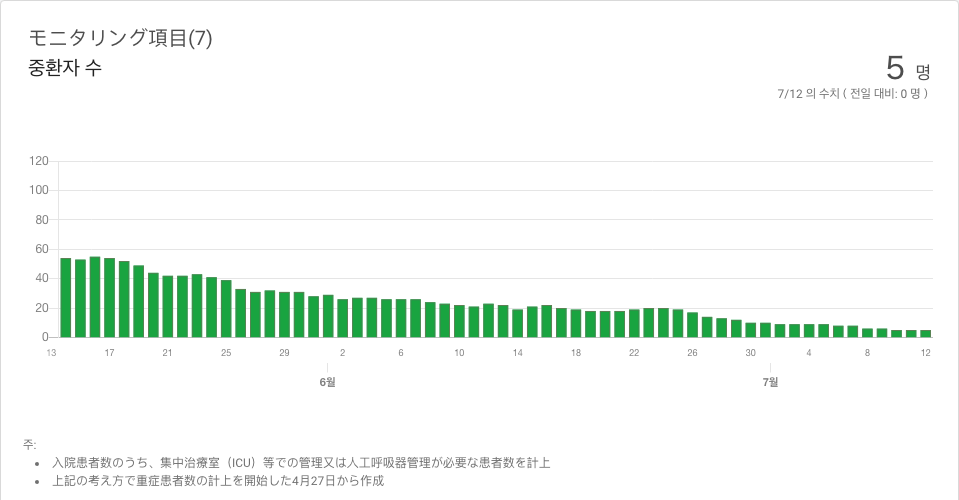 モニタリング項目(7)
중환자 수
5 명
7/12 의 수치 ( 전일 대비: 0 명 )
120
100
80
60
40
20
0
13 17 21 25 29 2 6 10 14 18 22 26 30 4 8 12
6월 7월
주:
• 入院患者数のうち、集中治療室（ICU）等での管理又は人工呼吸器管理が必要な患者数を計上
• 上記の考え方で重症患者数の計上を開始した4月27日から作成